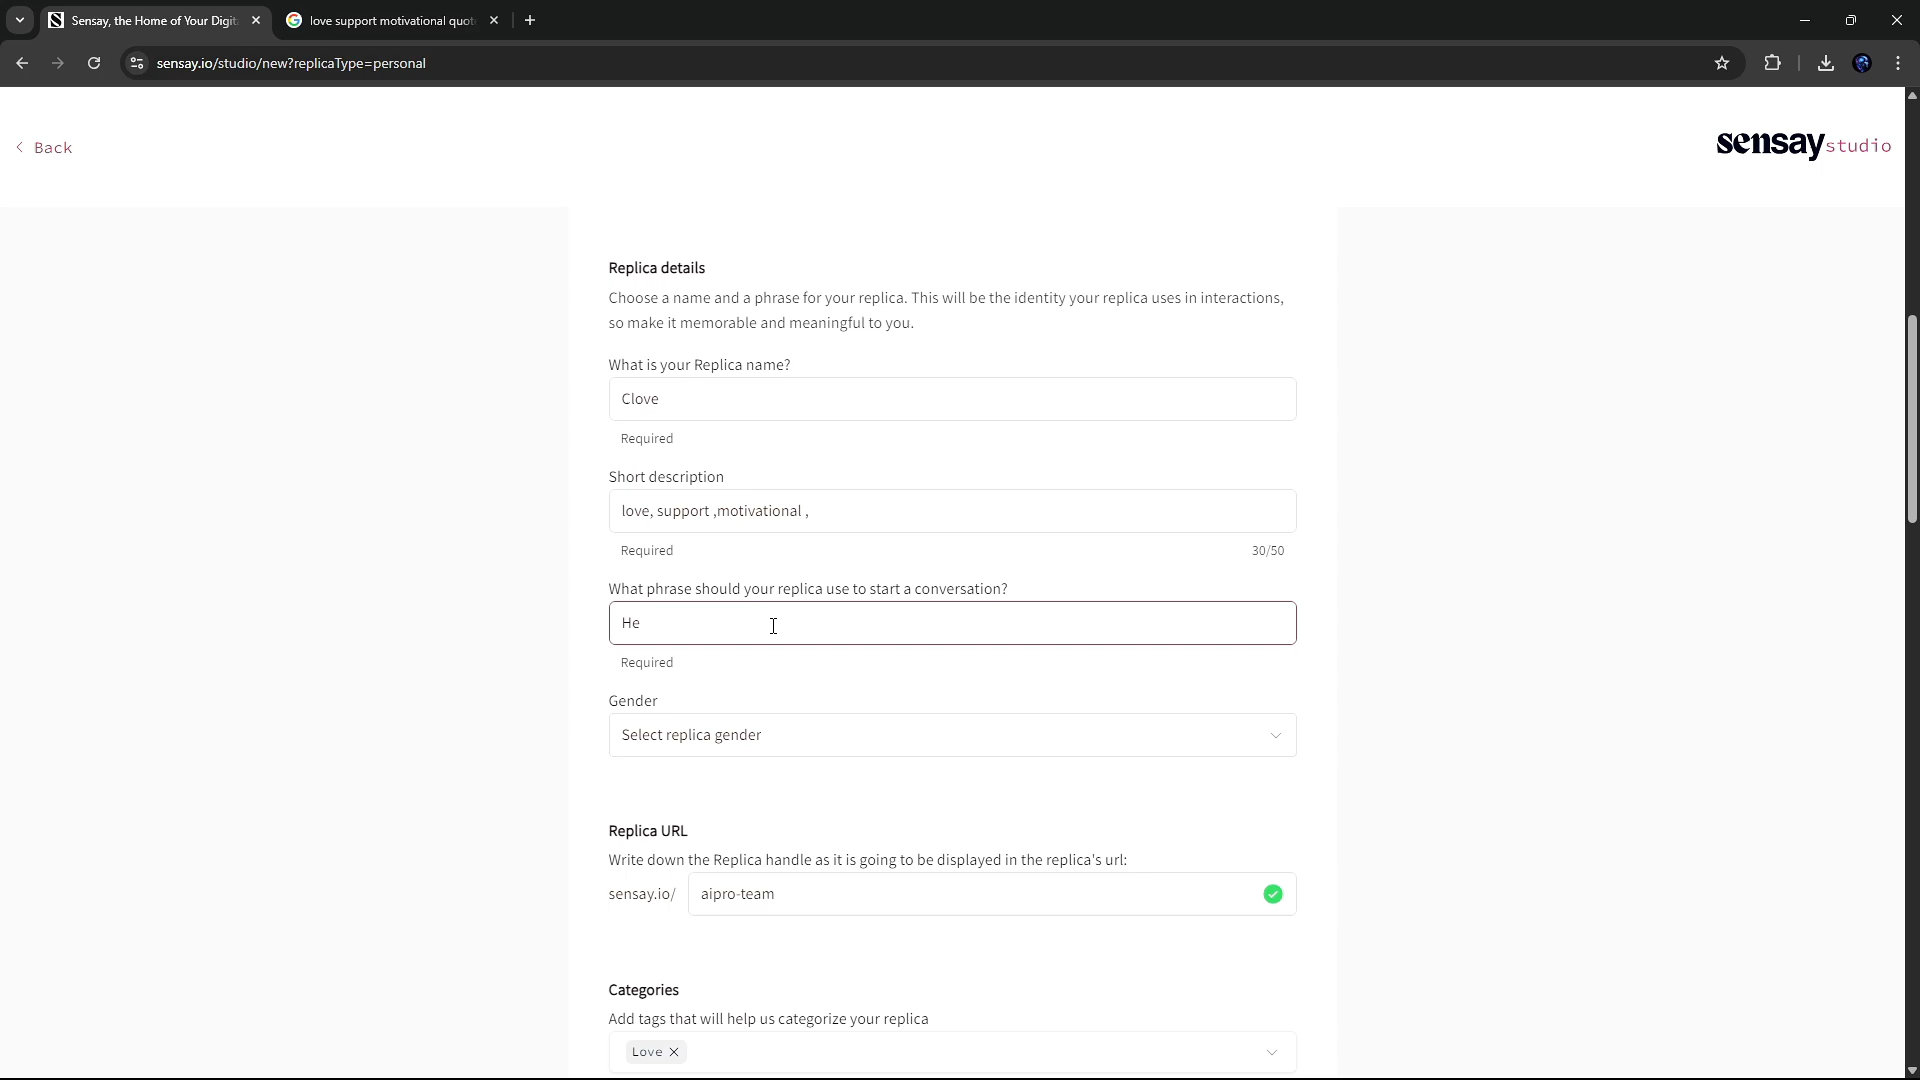 Sensay, the Home of Your Digit
love support motivational quot
sensay.io/studio/new?replicaType=personal
Back
sensay studio
Replica details
Choose a name and a phrase for your replica. This will be the identity your replica uses in interactions,
so make it memorable and meaningful to you.
What is your Replica name?
Clove
Required
Short description
love, support ,motivational ,
Required 30/50
What phrase should your replica use to start a conversation?
He
Required
Gender
Select replica gender
Replica URL
Write down the Replica handle as it is going to be displayed in the replica's url:
sensay.io/ aipro-team
Categories
Add tags that will help us categorize your replica
Love